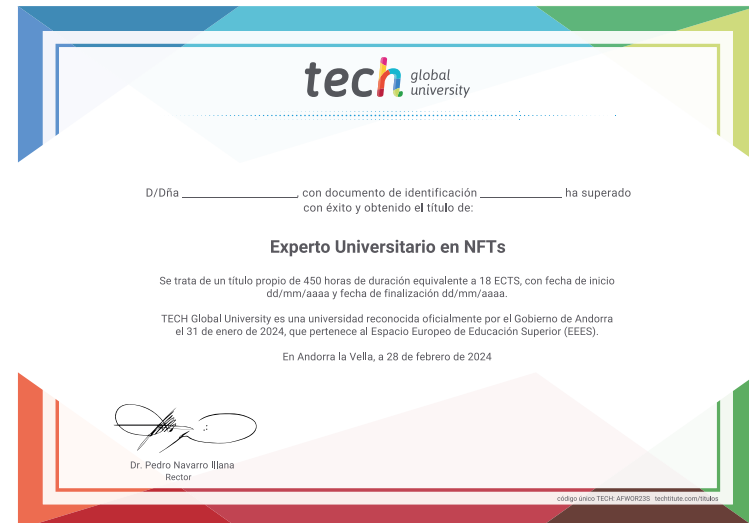 tech global
university
D/Dña ____________________, con documento de identificación ____________ ha superado
con éxito y obtenido el título de:
Experto Universitario en NFTs
Se trata de un título propio de 450 horas de duración equivalente a 18 ECTS, con fecha de inicio
dd/mm/aaaa y fecha de finalización dd/mm/aaaa.
TECH Global University es una universidad reconocida oficialmente por el Gobierno de Andorra
el 31 de enero de 2024, que pertenece al Espacio Europeo de Educación Superior (EEES).
En Andorra la Vella, a 28 de febrero de 2024
Dr. Pedro Navarro Illana
Rector
código único TECH: AFWOR23S techtitute.com/titulos